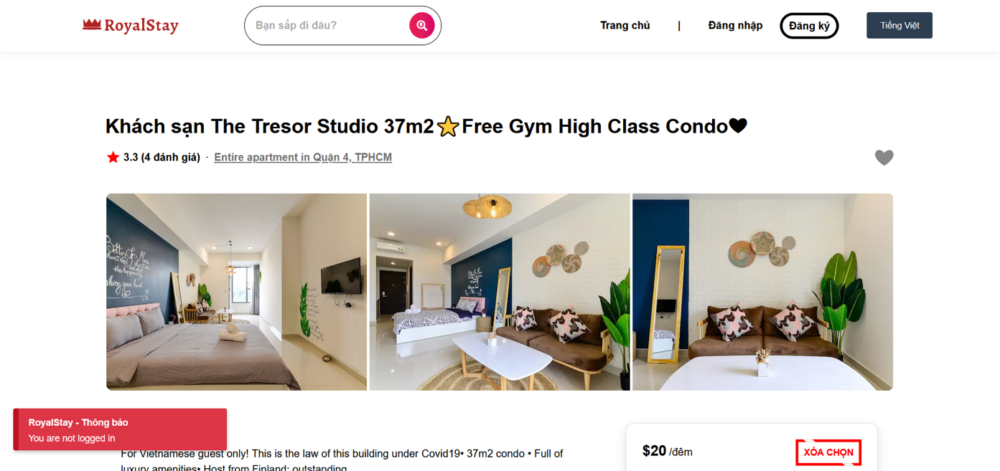 RoyalStay
Bạn sắp đi đâu?
Trang chủ | Đăng nhập Đăng ký Tiếng Việt
Khách sạn The Tresor Studio 37m2⭐Free Gym High Class Condo🖤
3.3 (4 đánh giá) · Entire apartment in Quận 4, TPHCM
RoyalStay - Thông báo
You are not logged in
For Vietnamese guest only! This is the law of this building under Covid19• 37m2 condo • Full of
luxury amenities• Host from Finland: outstanding
$20 /đêm
XÓA CHỌN